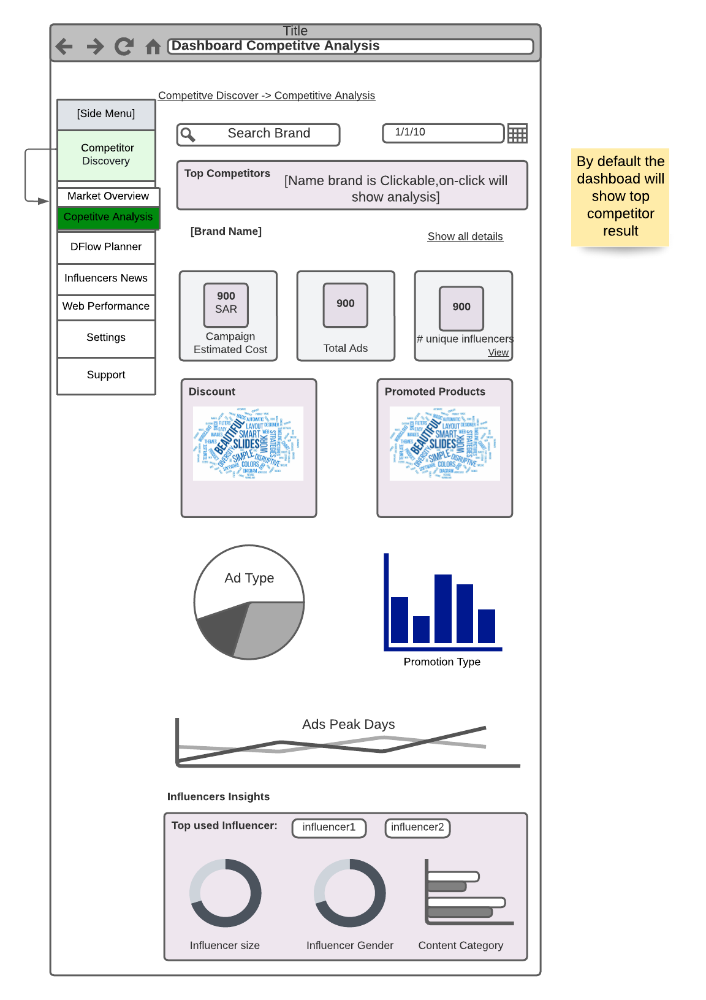 Title
Dashboard Competitve Analysis
Competitve Discover -> Competitive Analysis
[Side Menu]
Competitor
Discovery
Market Overview
Copetitve Analysis
DFlow Planner
Influencers News
Web Performance
Settings
Support
Search Brand
1/1/10
Top Competitors
[Name brand is Clickable,on-click will
show analysis]
By default the
dashboad will
show top
competitor
result
[Brand Name]
Show all details
900
SAR
Campaign
Estimated Cost
900
Total Ads
900
# unique influencers
View
Discount
BEAUTIFUL
SLIDES
SMART
LAYOUT
WORK
STRATEGIES
SIMPLE
DIVERSITY
DISRUPTIVE
COLORS
AUTOMATIC
DESIGNER
MAGIC
FILTERS
EASY
IMAGES
THEMES
TEMPLATE
PRODUCT
SOFTWARE
DIAGRAM
WEB
Promoted Products
BEAUTIFUL
SLIDES
SMART
LAYOUT
WORK
STRATEGIES
SIMPLE
DIVERSITY
DISRUPTIVE
COLORS
AUTOMATIC
DESIGNER
MAGIC
FILTERS
EASY
IMAGES
THEMES
TEMPLATE
PRODUCT
SOFTWARE
DIAGRAM
WEB
Ad Type
Promotion Type
Ads Peak Days
Influencers Insights
Top used Influencer:
influencer1
influencer2
Influencer size
Influencer Gender
Content Category